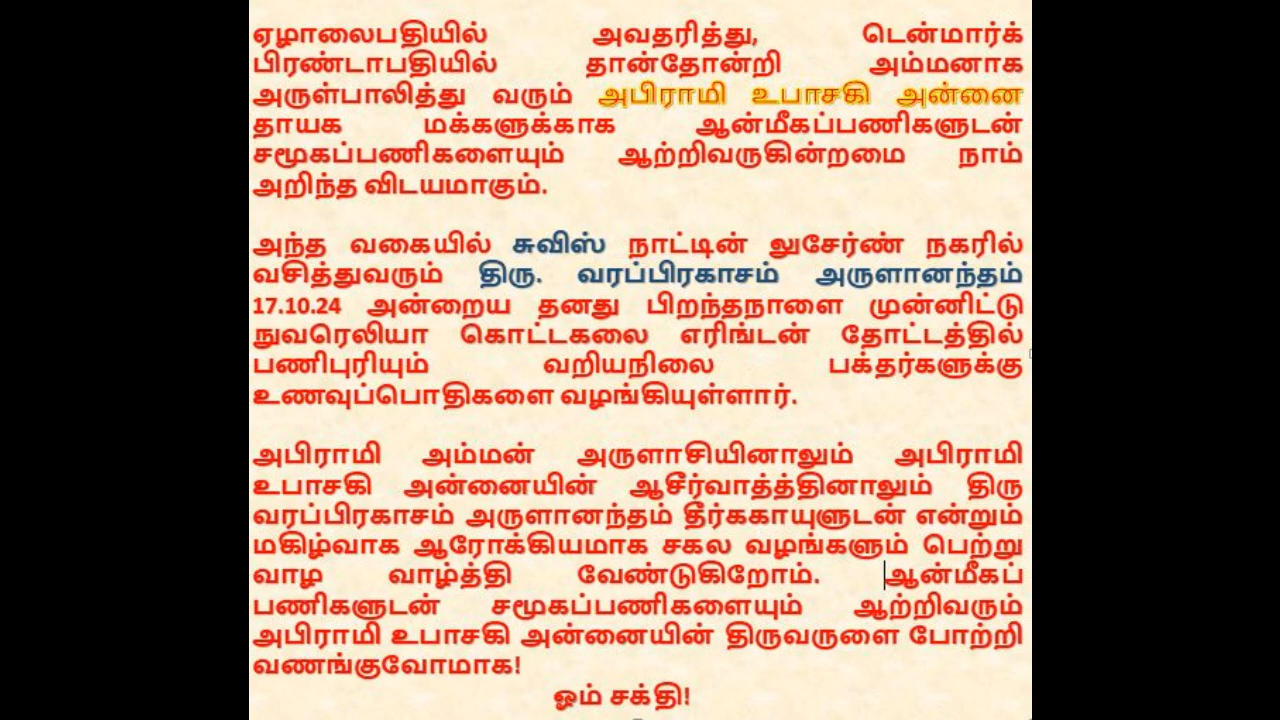 ஏழாலைபதியில் அவதரித்து, டென்மார்க்
பிரண்டாபதியில் தான்தோன்றி அம்மனாக
அருள்பாலித்து வரும் அபிராமி உபாசகி அன்னை
தாயக மக்களுக்காக ஆன்மீகப்பணிகளுடன்
சமூகப்பணிகளையும் ஆற்றிவருகின்றமை நாம்
அறிந்த விடயமாகும்.
அந்த வகையில் சுவிஸ் நாட்டின் லுசேர்ண் நகரில்
வசித்துவரும் திரு. வரப்பிரகாசம் அருளானந்தம்
17.10.24 அன்றைய தனது பிறந்தநாளை முன்னிட்டு
நுவரெலியா கொட்டகலை எரிங்டன் தோட்டத்தில்
பணிபுரியும் வறியநிலை பக்தர்களுக்கு
உணவுப்பொதிகளை வழங்கியுள்ளார்.
அபிராமி அம்மன் அருளாசியினாலும் அபிராமி
உபாசகி அன்னையின் ஆசீர்வாத்த்தினாலும் திரு
வரப்பிரகாசம் அருளானந்தம் தீர்ககாயுளுடன் என்றும்
மகிழ்வாக ஆரோக்கியமாக சகல வழங்களும் பெற்று
வாழ வாழ்த்தி வேண்டுகிறோம். ஆன்மீகப்
பணிகளுடன் சமூகப்பணிகளையும் ஆற்றிவரும்
அபிராமி உபாசகி அன்னையின் திருவருளை போற்றி
வணங்குவோமாக!
ஓம் சக்தி!